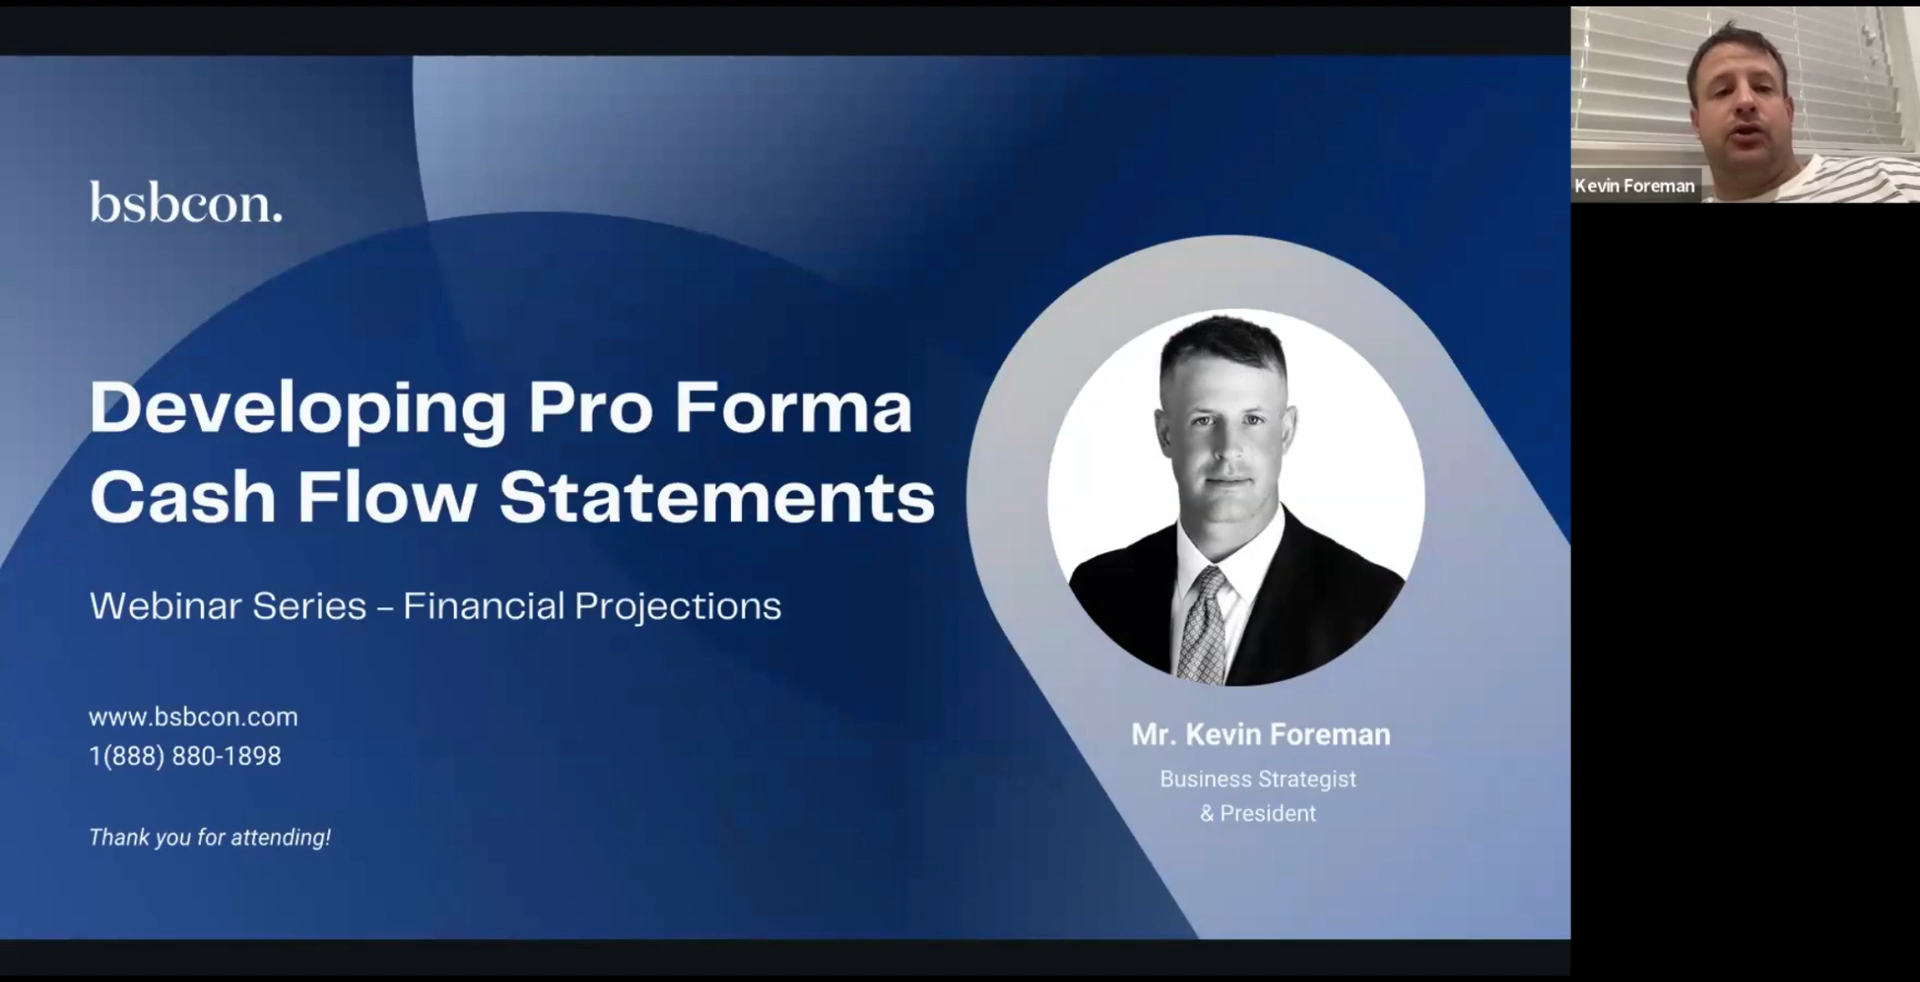 bsbcon.
Developing Pro Forma
Cash Flow Statements
Webinar Series – Financial Projections
www.bsbcon.com
1(888) 880-1898
Thank you for attending!
Mr. Kevin Foreman
Business Strategist
& President
Kevin Foreman